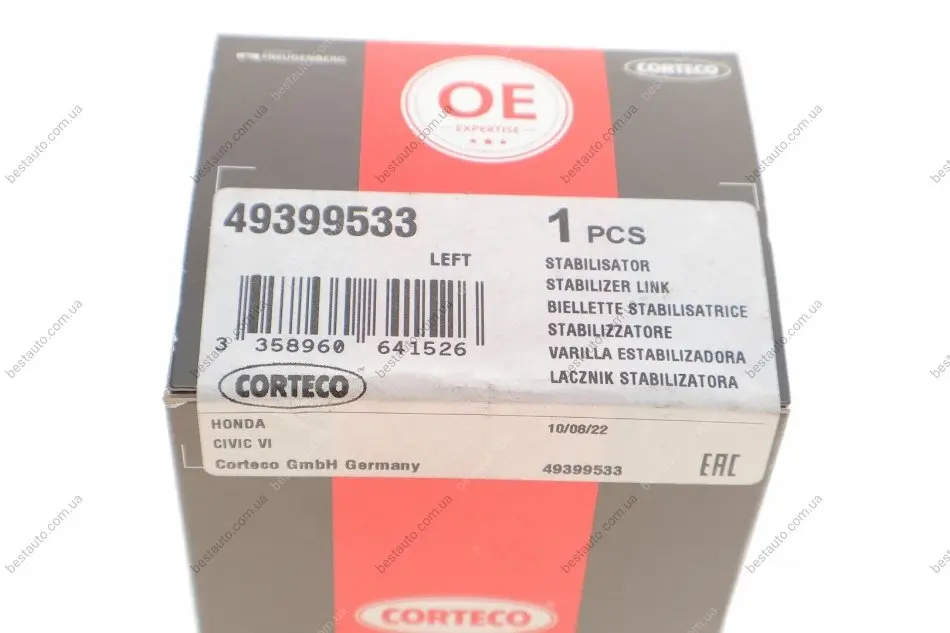 FREUDENBERG
CORTECO
OE
EXPERTISE
49399533
1 PCS
LEFT
STABILISATOR
STABILIZER LINK
BIELLETTE STABILISATRICE
STABILIZZATORE
VARILLA ESTABILIZADORA
LACZNIK STABILIZATORA
3 358960 641526
CORTECO
HONDA
10/08/22
CIVIC VI
Corteco GmbH Germany
49399533
EAC
CORTECO
bestauto.com.ua